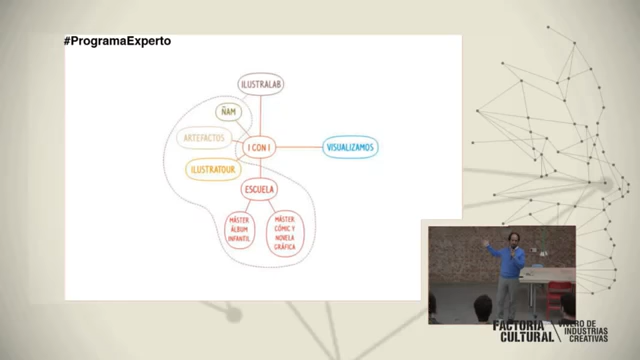 #ProgramaExperto
ILUSTRALAB
ÑAM
ARTEFACTOS
I CON I
VISUALIZAMOS
ILUSTRATOUR
ESCUELA
MÁSTER
ÁLBUM
INFANTIL
MÁSTER
CÓMIC Y
NOVELA
GRÁFICA
FACTORÍA
CULTURAL
VIVERO DE
INDUSTRIAS
CREATIVAS